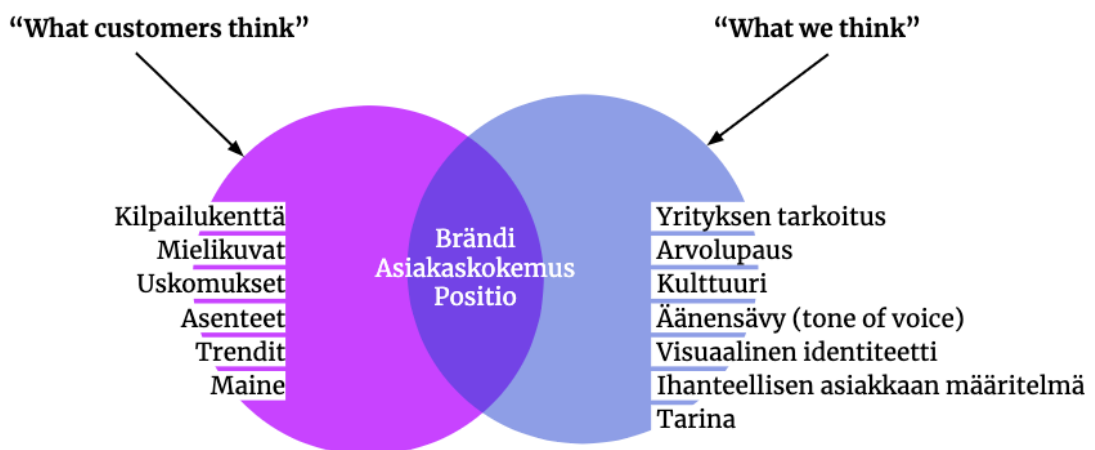 “What customers think”
“What we think”
Kilpailukenttä
Mielikuvat
Uskomukset
Asenteet
Trendit
Maine
Brändi
Asiakaskokemus
Positio
Yrityksen tarkoitus
Arvolupaus
Kulttuuri
Äänensävy (tone of voice)
Visuaalinen identiteetti
Ihanteellisen asiakkaan määritelmä
Tarina